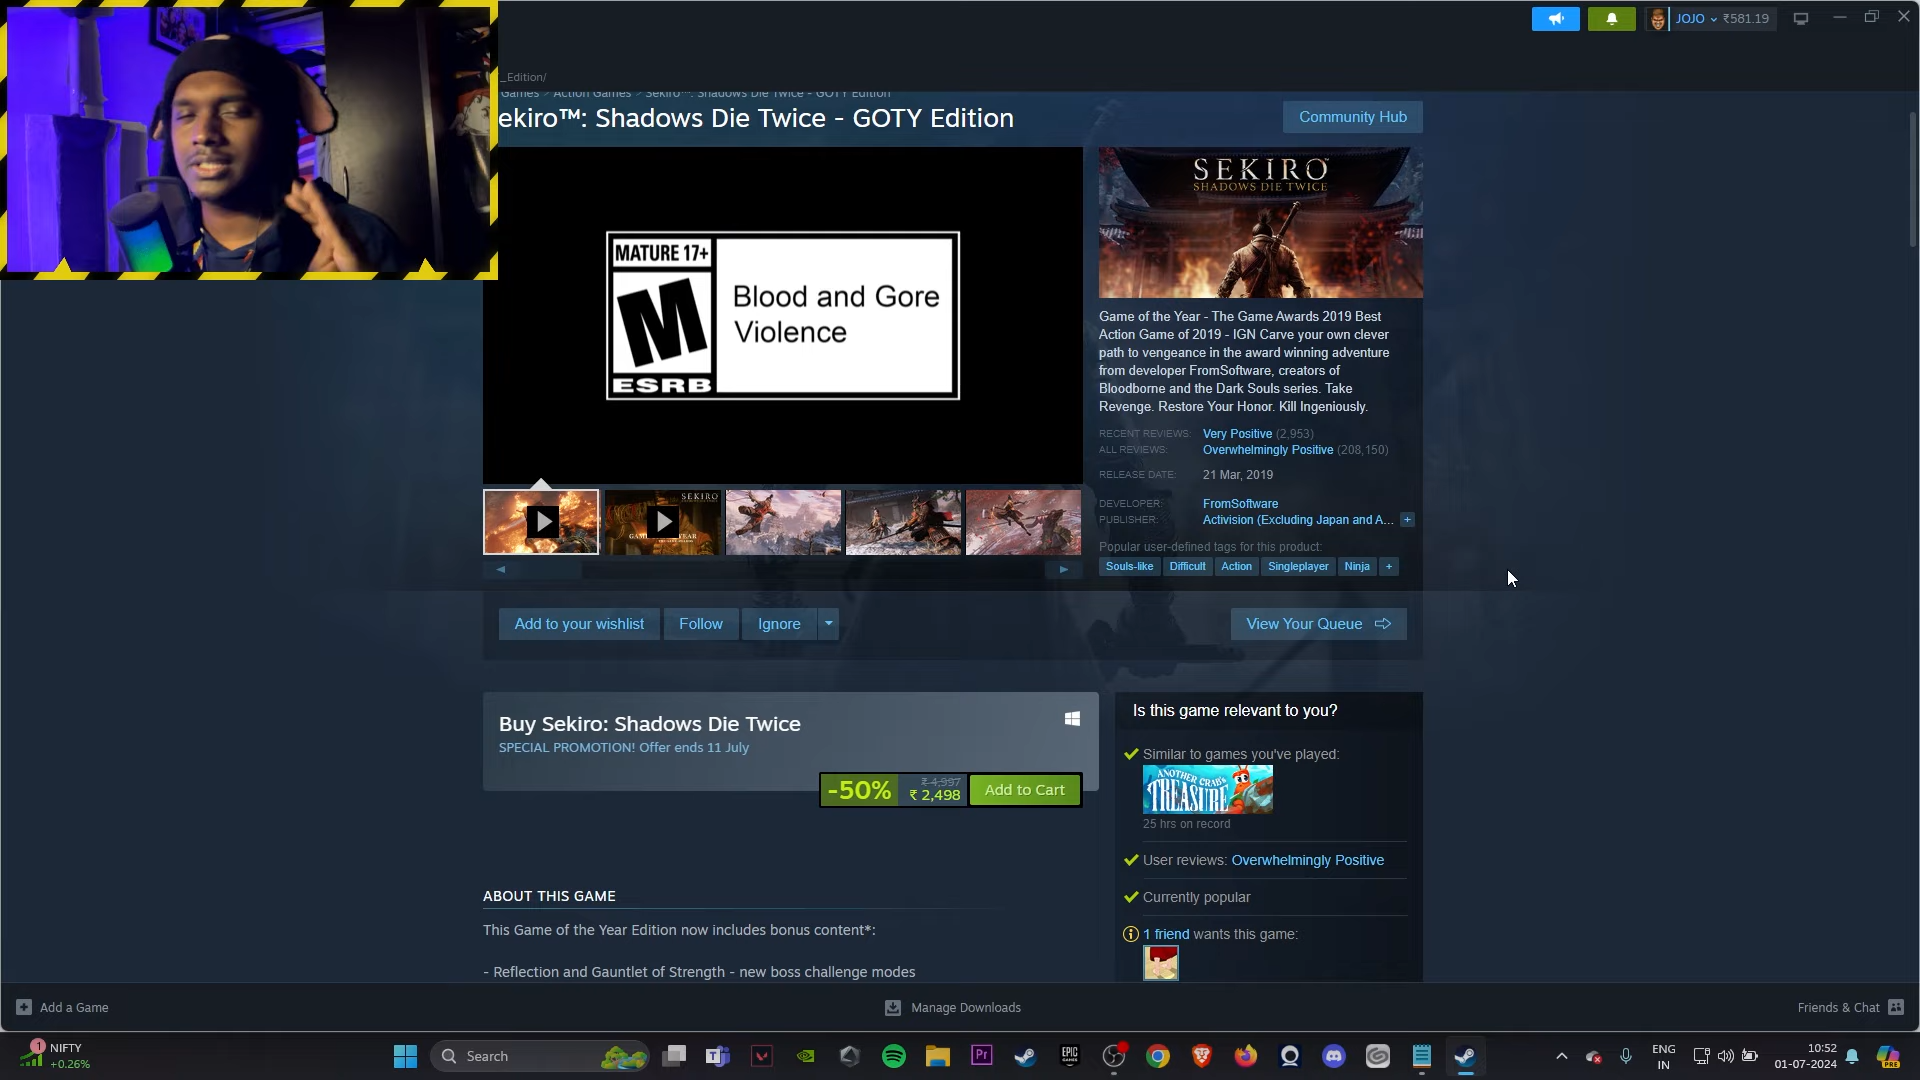 JOJO
₹581.19
_Edition/
Games > Action Games > Sekiro™: Shadows Die Twice - GOTY Edition
ekiro™: Shadows Die Twice - GOTY Edition
Community Hub
MATURE 17+
M
ESRB
Blood and Gore
Violence
SEKIRO
SHADOWS DIE TWICE
Game of the Year - The Game Awards 2019 Best
Action Game of 2019 - IGN Carve your own clever
path to vengeance in the award winning adventure
from developer FromSoftware, creators of
Bloodborne and the Dark Souls series. Take
Revenge. Restore Your Honor. Kill Ingeniously.
RECENT REVIEWS: Very Positive (2,953)
ALL REVIEWS: Overwhelmingly Positive (208,150)
RELEASE DATE: 21 Mar, 2019
DEVELOPER: FromSoftware
PUBLISHER: Activision (Excluding Japan and A... +
Popular user-defined tags for this product:
Souls-like Difficult Action Singleplayer Ninja +
SEKIRO
Add to your wishlist
Follow
Ignore
View Your Queue
Buy Sekiro: Shadows Die Twice
SPECIAL PROMOTION! Offer ends 11 July
-50%
₹ 4,997
₹ 2,498
Add to Cart
Is this game relevant to you?
Similar to games you've played:
ANOTHER CRAB'S
TREASURE
25 hrs on record
User reviews: Overwhelmingly Positive
Currently popular
1 friend wants this game:
ABOUT THIS GAME
This Game of the Year Edition now includes bonus content*:
- Reflection and Gauntlet of Strength - new boss challenge modes
Add a Game
Manage Downloads
Friends & Chat
1
NIFTY
+0.26%
Search
Pr
EPIC
GAMES
ENG
IN
10:52
01-07-2024
PRE